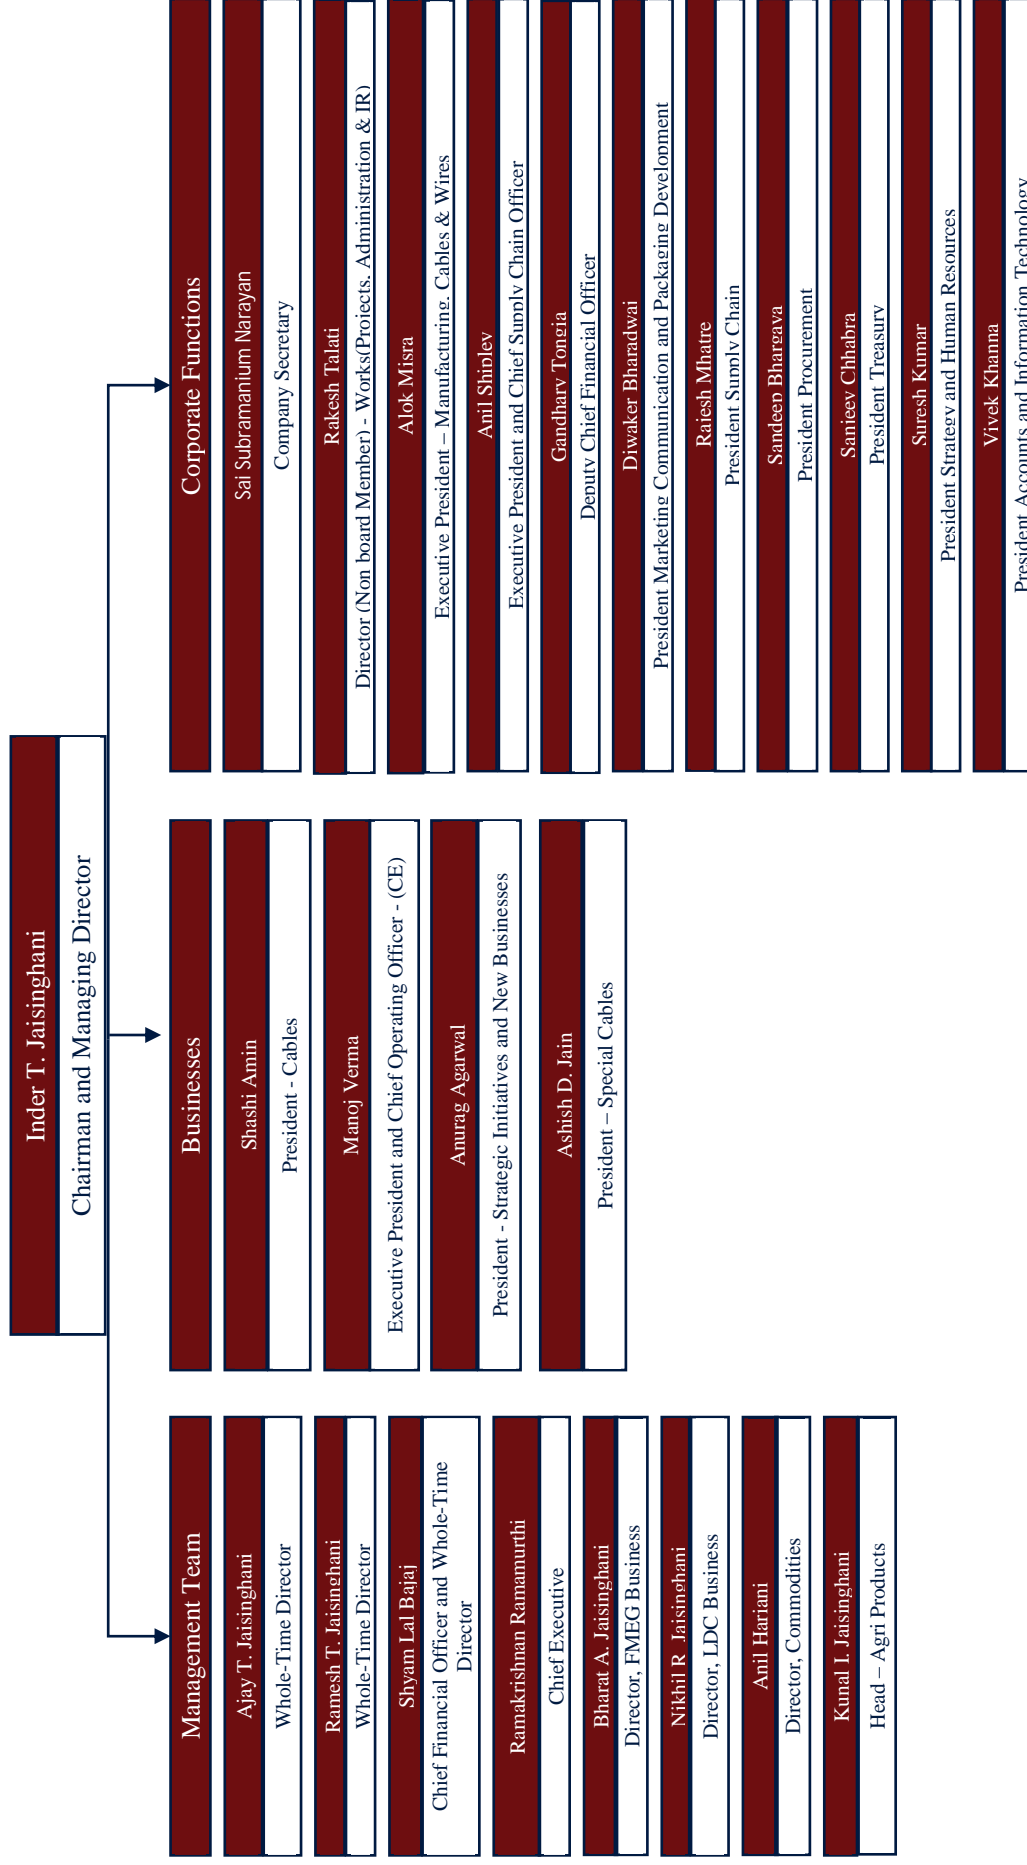 Inder T. Jaisinghani
Chairman and Managing Director
Management Team
Ajay T. Jaisinghani
Whole-Time Director
Ramesh T. Jaisinghani
Whole-Time Director
Shyam Lal Bajaj
Chief Financial Officer and Whole-Time
Director
Ramakrishnan Ramamurthi
Chief Executive
Bharat A. Jaisinghani
Director, FMEG Business
Nikhil R. Jaisinghani
Director, LDC Business
Anil Hariani
Director, Commodities
Kunal I. Jaisinghani
Head – Agri Products
Businesses
Shashi Amin
President - Cables
Manoj Verma
Executive President and Chief Operating Officer - (CE)
Anurag Agarwal
President - Strategic Initiatives and New Businesses
Ashish D. Jain
President – Special Cables
Corporate Functions
Sai Subramanium Narayan
Company Secretary
Rakesh Talati
Director (Non board Member) - Works(Projects, Administration & IR)
Alok Misra
Executive President – Manufacturing, Cables & Wires
Anil Shipley
Executive President and Chief Supply Chain Officer
Gandharv Tongia
Deputy Chief Financial Officer
Diwaker Bharadwaj
President Marketing Communication and Packaging Development
Rajesh Mhatre
President Supply Chain
Sandeep Bhargava
President Procurement
Sanjeev Chhabra
President Treasury
Suresh Kumar
President Strategy and Human Resources
Vivek Khanna
President Accounts and Information Technology